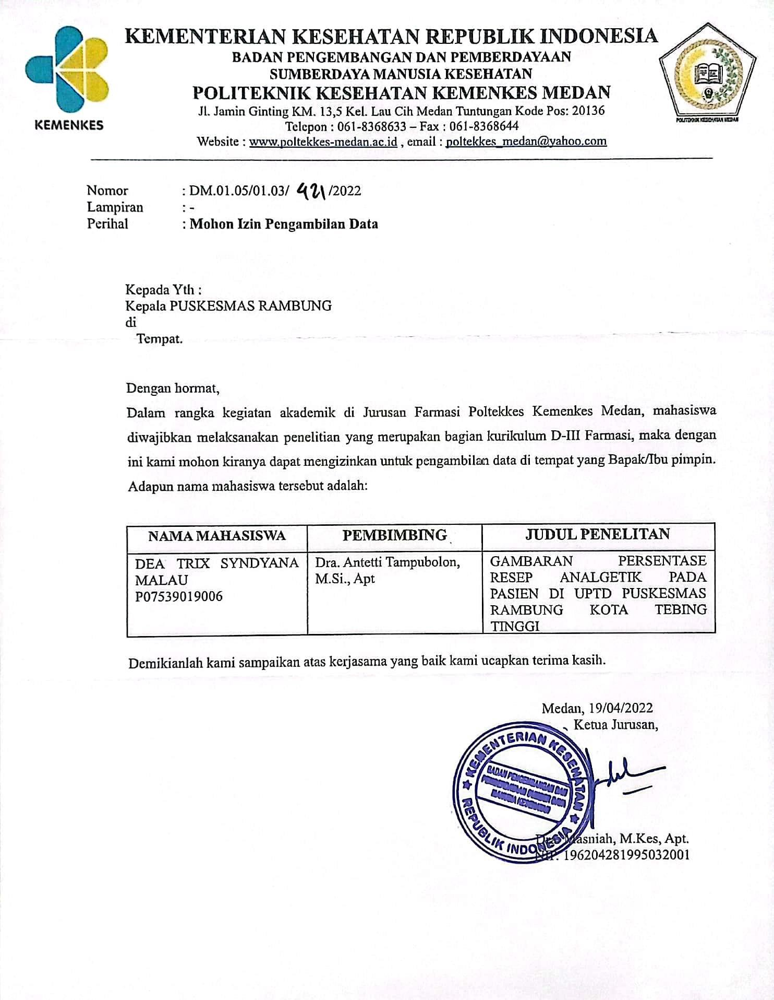 KEMENKES
KEMENTERIAN KESEHATAN REPUBLIK INDONESIA
BADAN PENGEMBANGAN DAN PEMBERDAYAAN
SUMBERDAYA MANUSIA KESEHATAN
POLITEKNIK KESEHATAN KEMENKES MEDAN
Jl. Jamin Ginting KM. 13,5 Kel. Lau Cih Medan Tuntungan Kode Pos: 20136
Telepon : 061-8368633 – Fax : 061-8368644
Website : www.poltekkes-medan.ac.id , email : poltekkes_medan@yahoo.com
POLITEKNIK KESEHATAN MEDAN
Nomor : DM.01.05/01.03/ 421 /2022
Lampiran : -
Perihal : Mohon Izin Pengambilan Data
Kepada Yth :
Kepala PUSKESMAS RAMBUNG
di
Tempat.
Dengan hormat,
Dalam rangka kegiatan akademik di Jurusan Farmasi Poltekkes Kemenkes Medan, mahasiswa
diwajibkan melaksanakan penelitian yang merupakan bagian kurikulum D-III Farmasi, maka dengan
ini kami mohon kiranya dapat mengizinkan untuk pengambilan data di tempat yang Bapak/Ibu pimpin.
Adapun nama mahasiswa tersebut adalah:
NAMA MAHASISWA PEMBIMBING JUDUL PENELITAN
DEA TRIX SYNDYANA
MALAU
P07539019006
Dra. Antetti Tampubolon,
M.Si., Apt
GAMBARAN PERSENTASE
RESEP ANALGETIK PADA
PASIEN DI UPTD PUSKESMAS
RAMBUNG KOTA TEBING
TINGGI
Demikianlah kami sampaikan atas kerjasama yang baik kami ucapkan terima kasih.
Medan, 19/04/2022
Ketua Jurusan,
KEMENTERIAN KESEHATAN
BADAN PENGEMBANGAN DAN
REPUBLIK INDONESIA
Masniah, M.Kes, Apt.
NIP. 196204281995032001